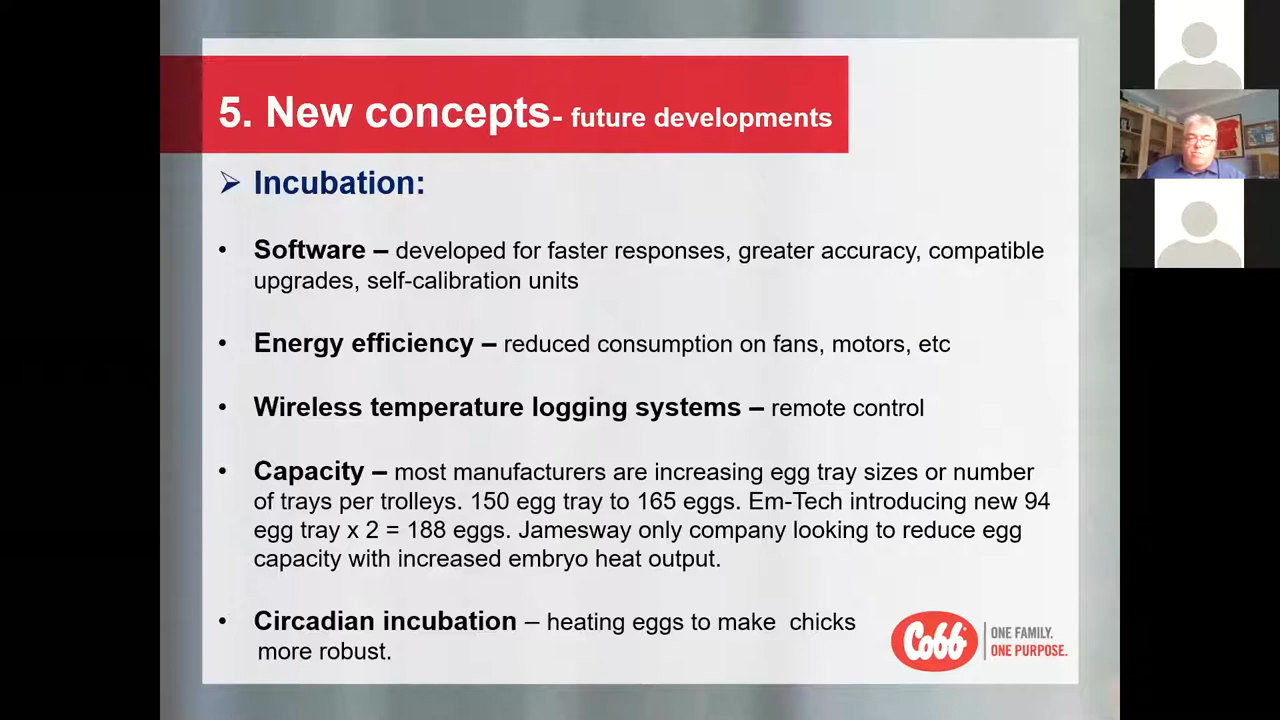 5. New concepts- future developments
➢ Incubation:
• Software – developed for faster responses, greater accuracy, compatible
upgrades, self-calibration units
• Energy efficiency – reduced consumption on fans, motors, etc
• Wireless temperature logging systems – remote control
• Capacity – most manufacturers are increasing egg tray sizes or number
of trays per trolleys. 150 egg tray to 165 eggs. Em-Tech introducing new 94
egg tray x 2 = 188 eggs. Jamesway only company looking to reduce egg
capacity with increased embryo heat output.
• Circadian incubation – heating eggs to make  chicks
more robust.
Cobb
ONE FAMILY.
ONE PURPOSE.